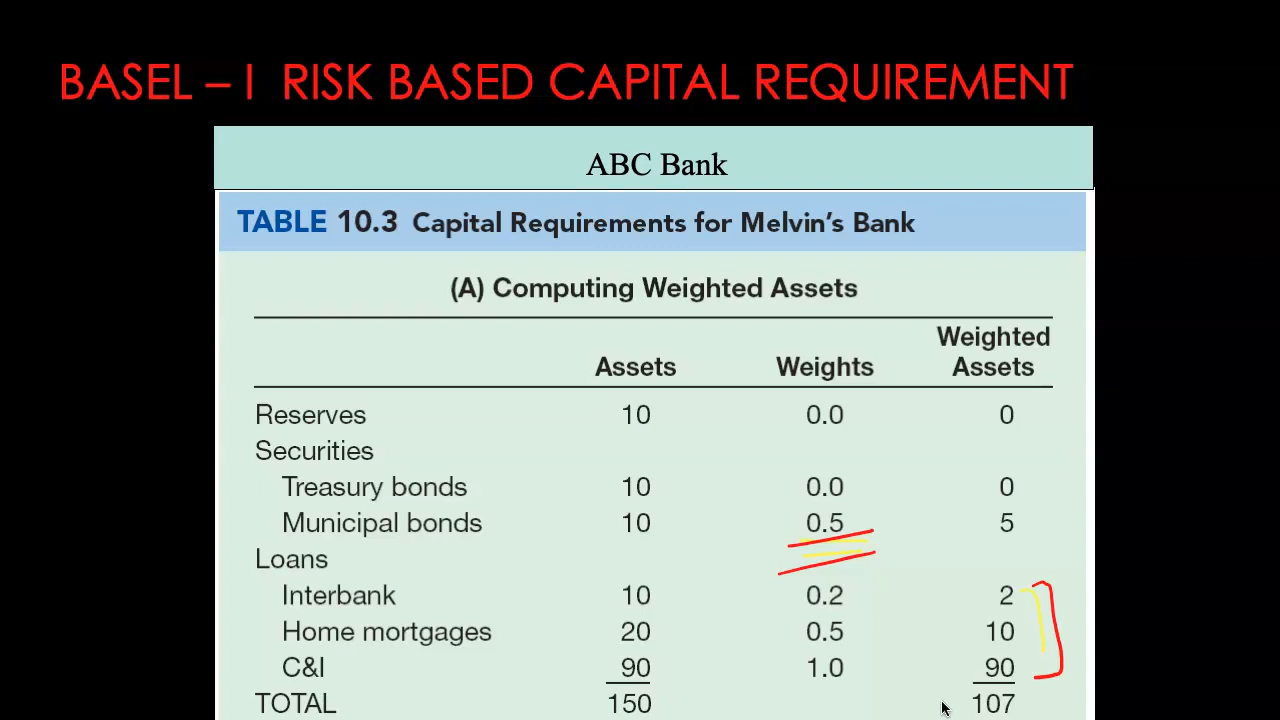 BASEL – I RISK BASED CAPITAL REQUIREMENT
ABC Bank
TABLE 10.3 Capital Requirements for Melvin's Bank
(A) Computing Weighted Assets
Assets Weights Weighted Assets
Reserves 10 0.0 0
Securities
Treasury bonds 10 0.0 0
Municipal bonds 10 0.5 5
Loans
Interbank 10 0.2 2
Home mortgages 20 0.5 10
C&I 90 1.0 90
TOTAL 150 107